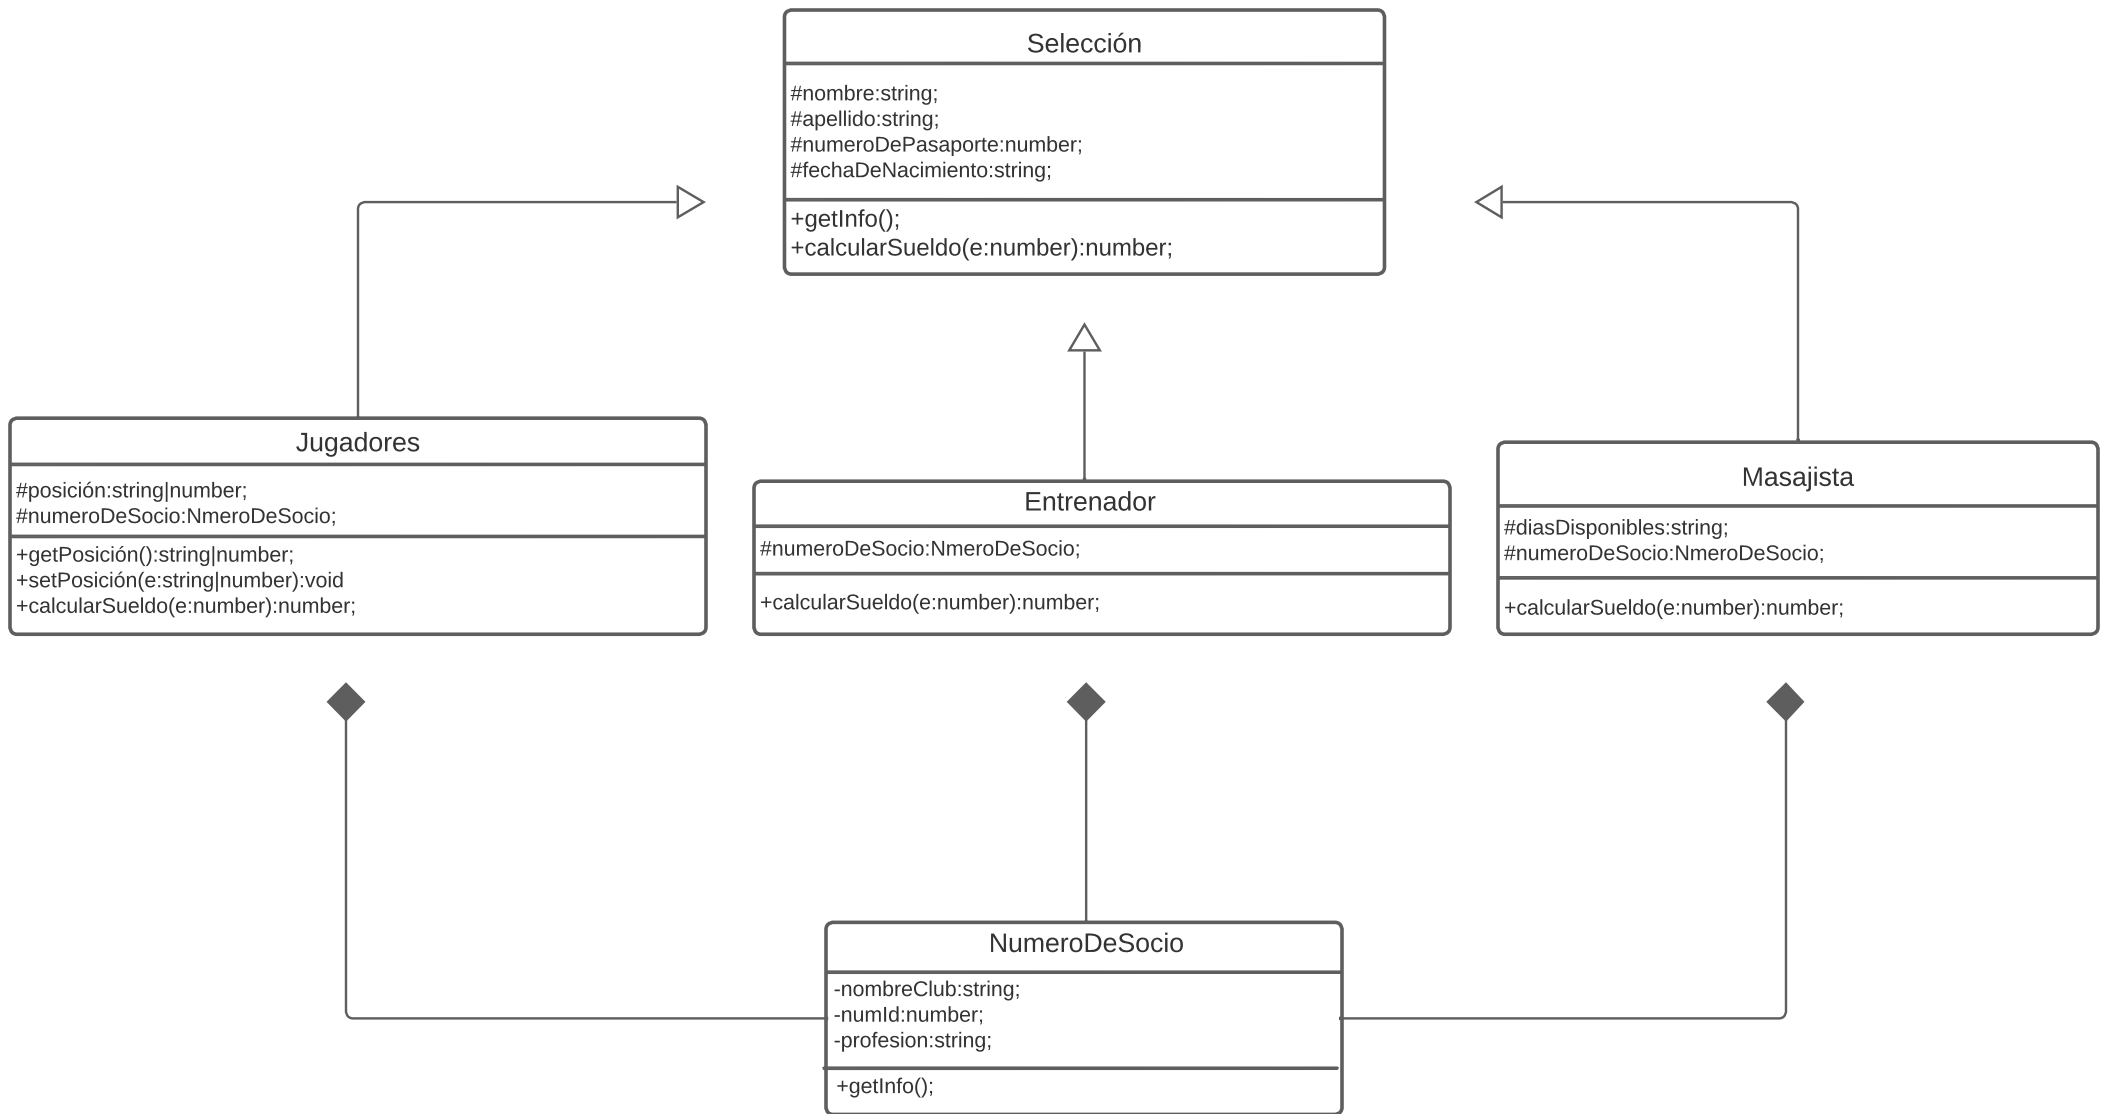 Selección
#nombre:string;
#apellido:string;
#numeroDePasaporte:number;
#fechaDeNacimiento:string;
+getInfo();
+calcularSueldo(e:number):number;
Jugadores
#posición:string|number;
#numeroDeSocio:NmeroDeSocio;
+getPosición():string|number;
+setPosición(e:string|number):void
+calcularSueldo(e:number):number;
Entrenador
#numeroDeSocio:NmeroDeSocio;
+calcularSueldo(e:number):number;
Masajista
#diasDisponibles:string;
#numeroDeSocio:NmeroDeSocio;
+calcularSueldo(e:number):number;
NumeroDeSocio
-nombreClub:string;
-numId:number;
-profesion:string;
+getInfo();